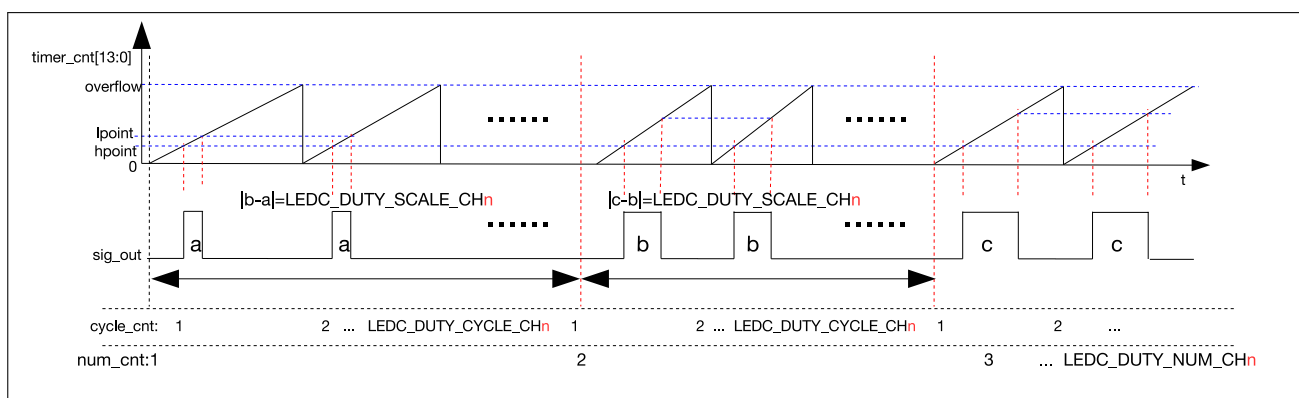 timer_cnt[13:0]
overflow
lpoint
hpoint
0
t
|b-a|=LEDC_DUTY_SCALE_CHn |c-b|=LEDC_DUTY_SCALE_CHn
sig_out a a b b c c
cycle_cnt: 1 2 ... LEDC_DUTY_CYCLE_CHn 1 2 ... LEDC_DUTY_CYCLE_CHn 1 2 ...
num_cnt:1 2 3 ... LEDC_DUTY_NUM_CHn